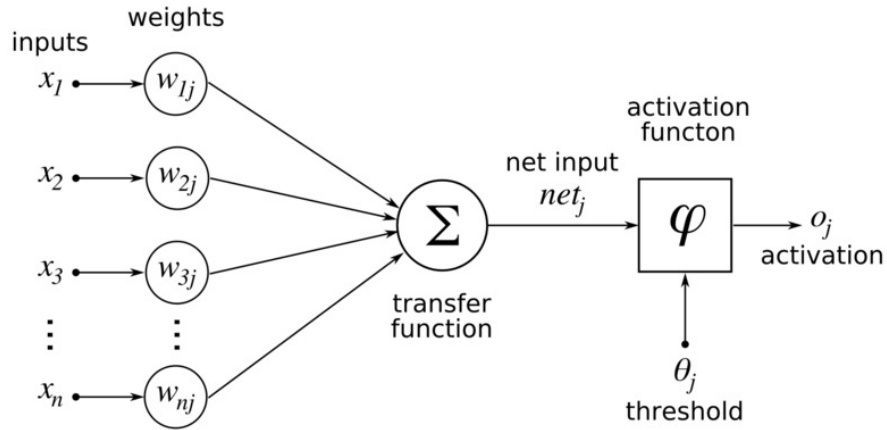 weights
inputs
x₁
w₁ⱼ
activation
functon
x₂
w₂ⱼ
net input
netⱼ
Σ
φ
oⱼ
activation
x₃
w₃ⱼ
transfer
function
⋮
⋮
θⱼ
threshold
xₙ
wₙⱼ